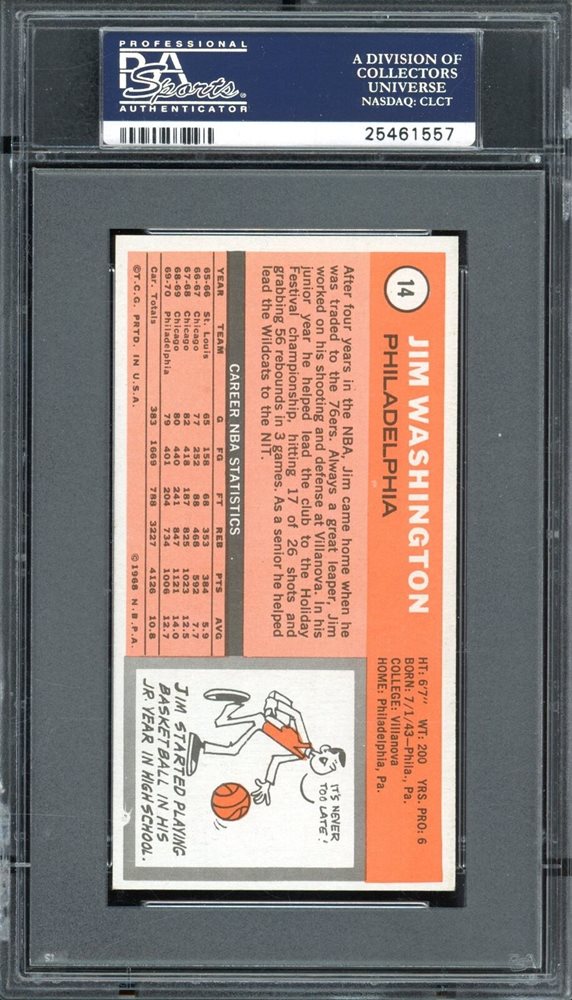 PROFESSIONAL
PSA
Sports
AUTHENTICATOR
A DIVISION OF
COLLECTORS
UNIVERSE
NASDAQ: CLCT
25461557
14
JIM WASHINGTON
PHILADELPHIA
HT: 6'7" WT: 200 YRS. PRO: 6
BORN: 7/1/43—Phila., Pa.
COLLEGE: Villanova
HOME: Philadelphia, Pa.
After four years in the NBA, Jim came home when he
was traded to the 76ers. Always a great leaper, Jim
worked on his shooting and defense at Villanova. In his
junior year he helped lead the club to the Holiday
Festival championship, hitting 17 of 26 shots and
grabbing 56 rebounds in 3 games. As a senior he helped
lead the Wildcats to the NIT.
CAREER NBA STATISTICS
YEAR TEAM G FG FT REB PTS AVG
65-66 St. Louis 65 158 68 353 384 5.9
66-67 Chicago 77 252 88 468 592 7.7
67-68 Chicago 82 418 187 825 1023 12.5
68-69 Chicago 80 440 241 847 1121 14.0
69-70 Philadelphia 79 401 204 734 1006 12.7
Car. Totals 383 1669 788 3227 4126 10.8
©T.C.G. PRTD. IN U.S.A. ©1968 N.B.P.A.
IT'S NEVER
TOO LATE!
JIM STARTED PLAYING
BASKETBALL IN HIS
JR. YEAR IN HIGH SCHOOL.